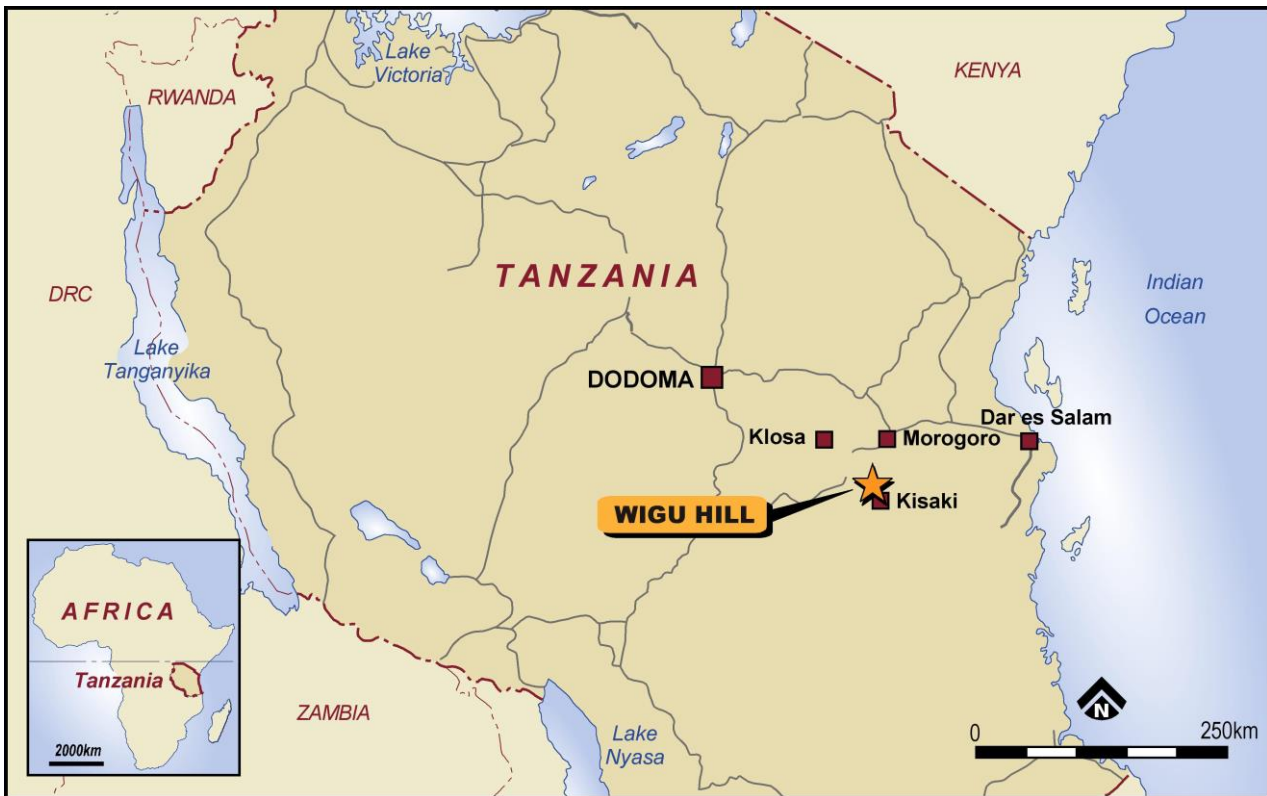 Lake
Victoria
KENYA
RWANDA
TANZANIA
DRC
Indian
Ocean
Lake
Tanganyika
DODOMA
Dar es Salam
Klosa
Morogoro
WIGU HILL
Kisaki
AFRICA
Tanzania
2000km
ZAMBIA
Lake
Nyasa
N
0
250km